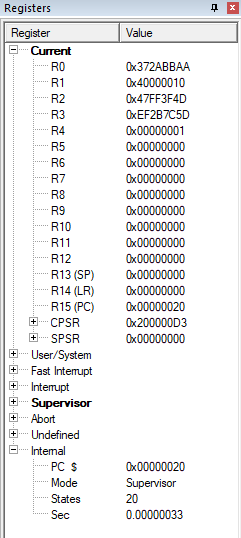 Registers
Register Value
Current
R0 0x372ABBAA
R1 0x40000010
R2 0x47FF3F4D
R3 0xEF2B7C5D
R4 0x00000001
R5 0x00000000
R6 0x00000000
R7 0x00000000
R8 0x00000000
R9 0x00000000
R10 0x00000000
R11 0x00000000
R12 0x00000000
R13 (SP) 0x00000000
R14 (LR) 0x00000000
R15 (PC) 0x00000020
CPSR 0x200000D3
SPSR 0x00000000
User/System
Fast Interrupt
Interrupt
Supervisor
Abort
Undefined
Internal
PC $ 0x00000020
Mode Supervisor
States 20
Sec 0.00000033